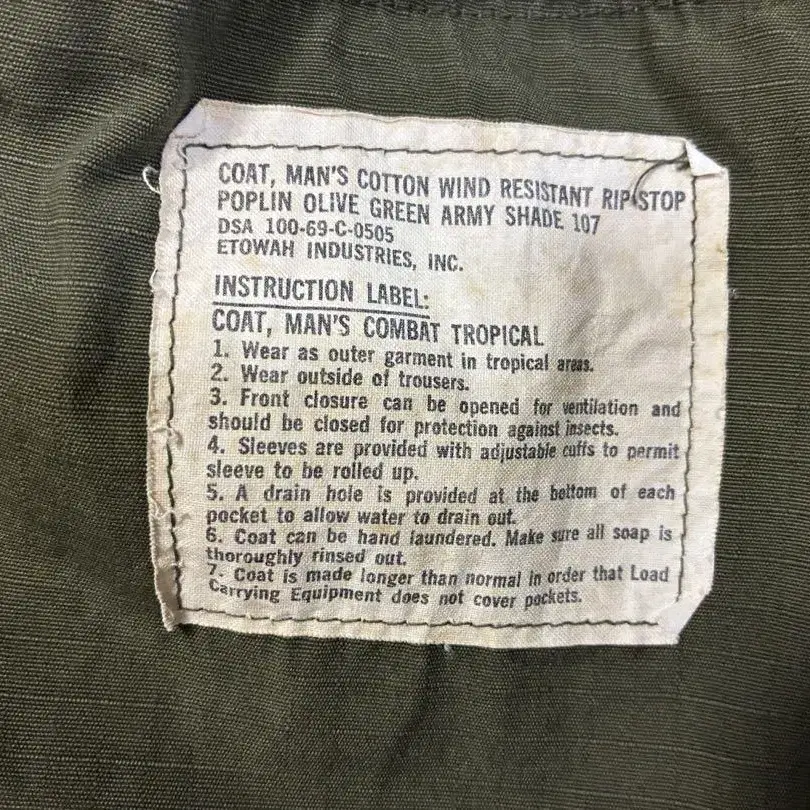 COAT, MAN'S COTTON WIND RESISTANT RIP STOP
POPLIN OLIVE GREEN ARMY SHADE 107
DSA 100-69-C-0505
ETOWAH INDUSTRIES, INC.
INSTRUCTION LABEL:
COAT, MAN'S COMBAT TROPICAL
1. Wear as outer garment in tropical areas.
2. Wear outside of trousers.
3. Front closure can be opened for ventilation and
should be closed for protection against insects.
4. Sleeves are provided with adjustable cuffs to permit
sleeve to be rolled up.
5. A drain hole is provided at the bottom of each
pocket to allow water to drain out.
6. Coat can be hand laundered. Make sure all soap is
thoroughly rinsed out.
7. Coat is made longer than normal in order that Load
Carrying Equipment does not cover pockets.